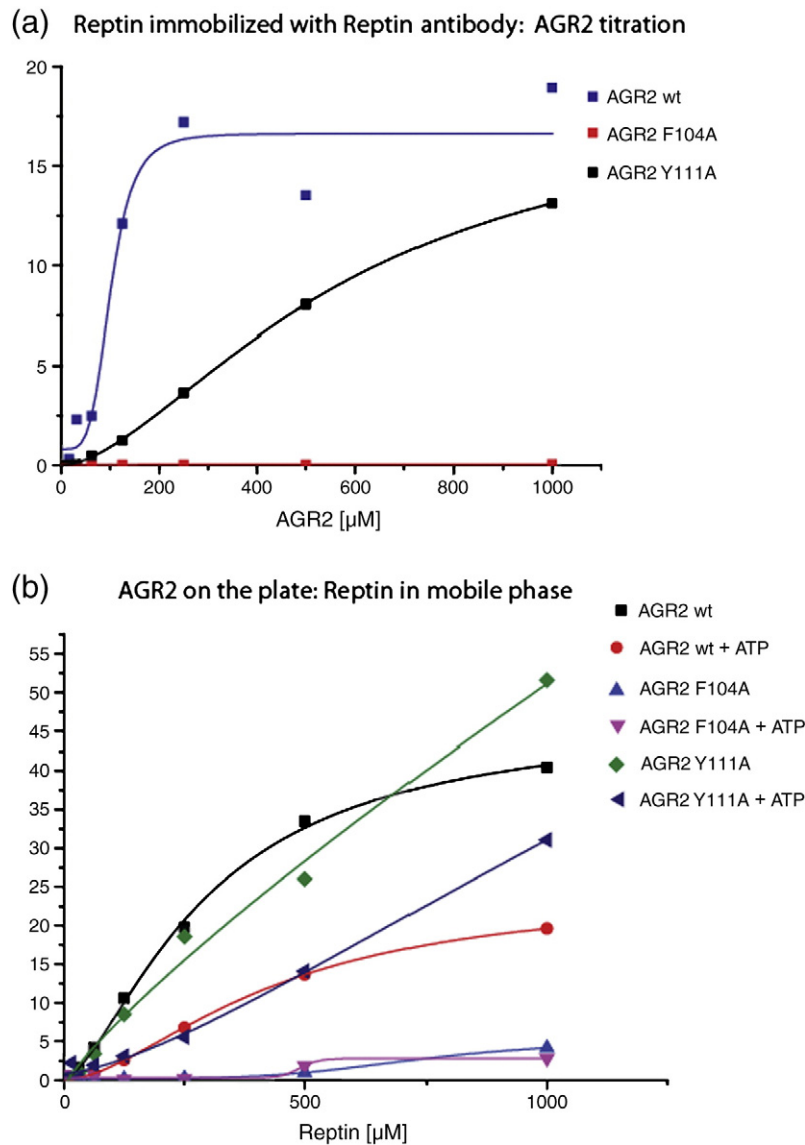 (a) Reptin immobilized with Reptin antibody: AGR2 titration
20
15
10
5
0
0 200 400 600 800 1000
AGR2 [µM]
AGR2 wt
AGR2 F104A
AGR2 Y111A
(b) AGR2 on the plate: Reptin in mobile phase
55
50
45
40
35
30
25
20
15
10
5
0
0 500 1000
Reptin [µM]
AGR2 wt
AGR2 wt + ATP
AGR2 F104A
AGR2 F104A + ATP
AGR2 Y111A
AGR2 Y111A + ATP